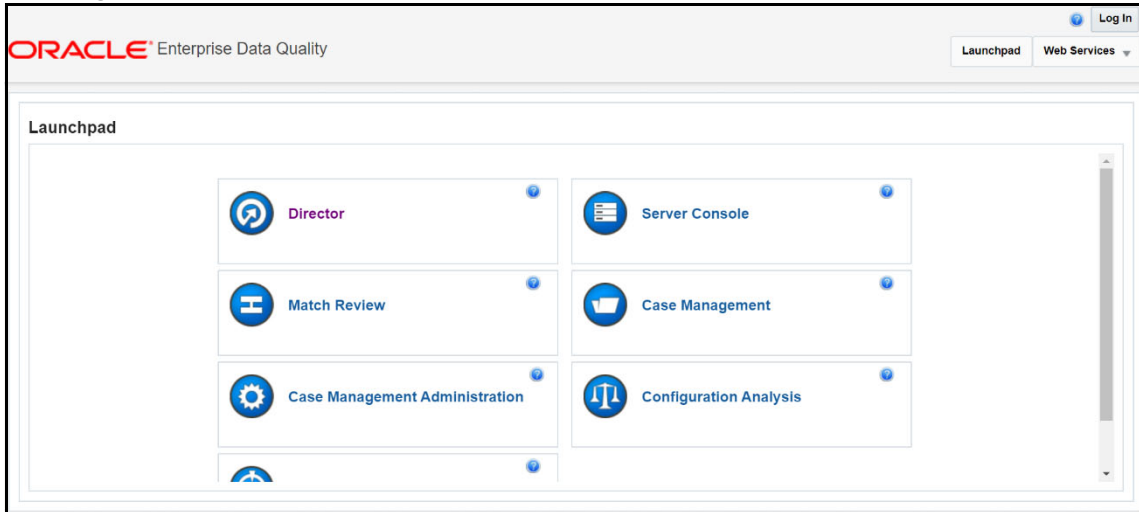 Log In
ORACLE® Enterprise Data Quality
Launchpad Web Services
Launchpad
Director Server Console
Match Review Case Management
Case Management Administration Configuration Analysis